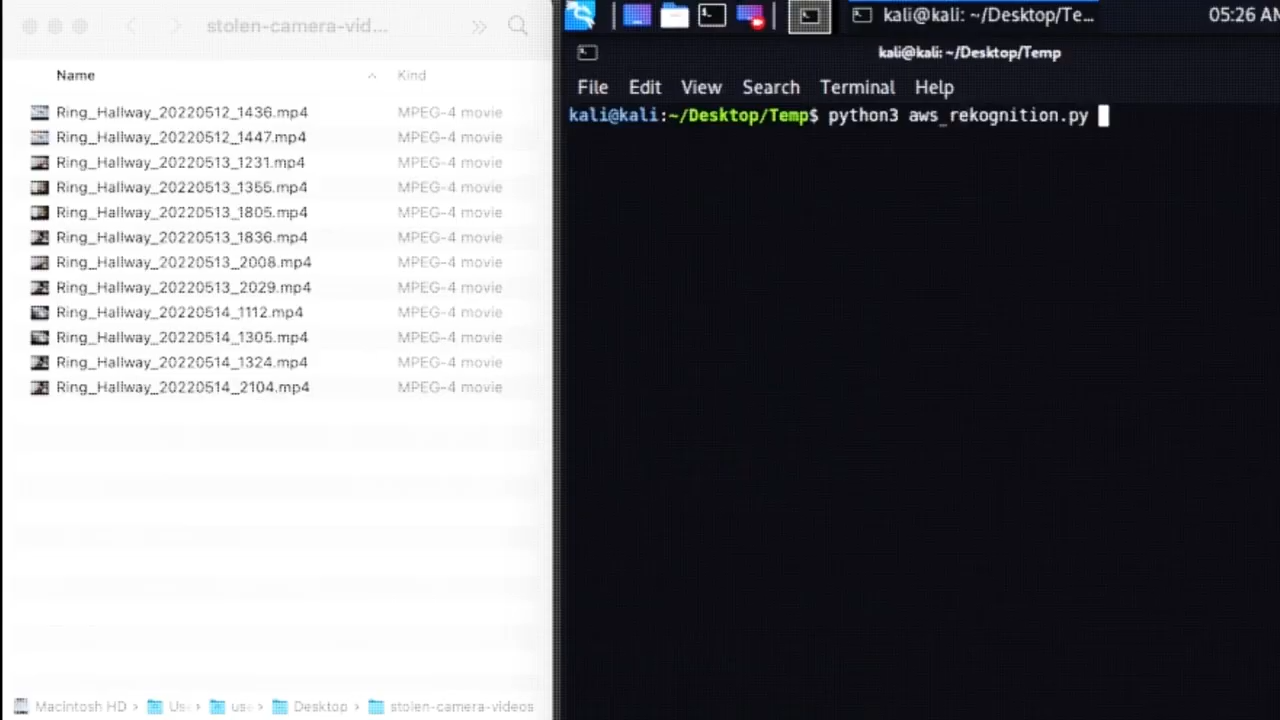 stolen-camera-vid...
Name
Kind
Ring_Hallway_20220512_1436.mp4 MPEG-4 movie
Ring_Hallway_20220512_1447.mp4 MPEG-4 movie
Ring_Hallway_20220513_1231.mp4 MPEG-4 movie
Ring_Hallway_20220513_1355.mp4 MPEG-4 movie
Ring_Hallway_20220513_1805.mp4 MPEG-4 movie
Ring_Hallway_20220513_1836.mp4 MPEG-4 movie
Ring_Hallway_20220513_2008.mp4 MPEG-4 movie
Ring_Hallway_20220513_2029.mp4 MPEG-4 movie
Ring_Hallway_20220514_1112.mp4 MPEG-4 movie
Ring_Hallway_20220514_1305.mp4 MPEG-4 movie
Ring_Hallway_20220514_1324.mp4 MPEG-4 movie
Ring_Hallway_20220514_2104.mp4 MPEG-4 movie
Macintosh HD › Us › use › Desktop › stolen-camera-videos
kali@kali: ~/Desktop/Te... 05:26 AM
kali@kali: ~/Desktop/Temp
File Edit View Search Terminal Help
kali@kali:~/Desktop/Temp$ python3 aws_rekognition.py